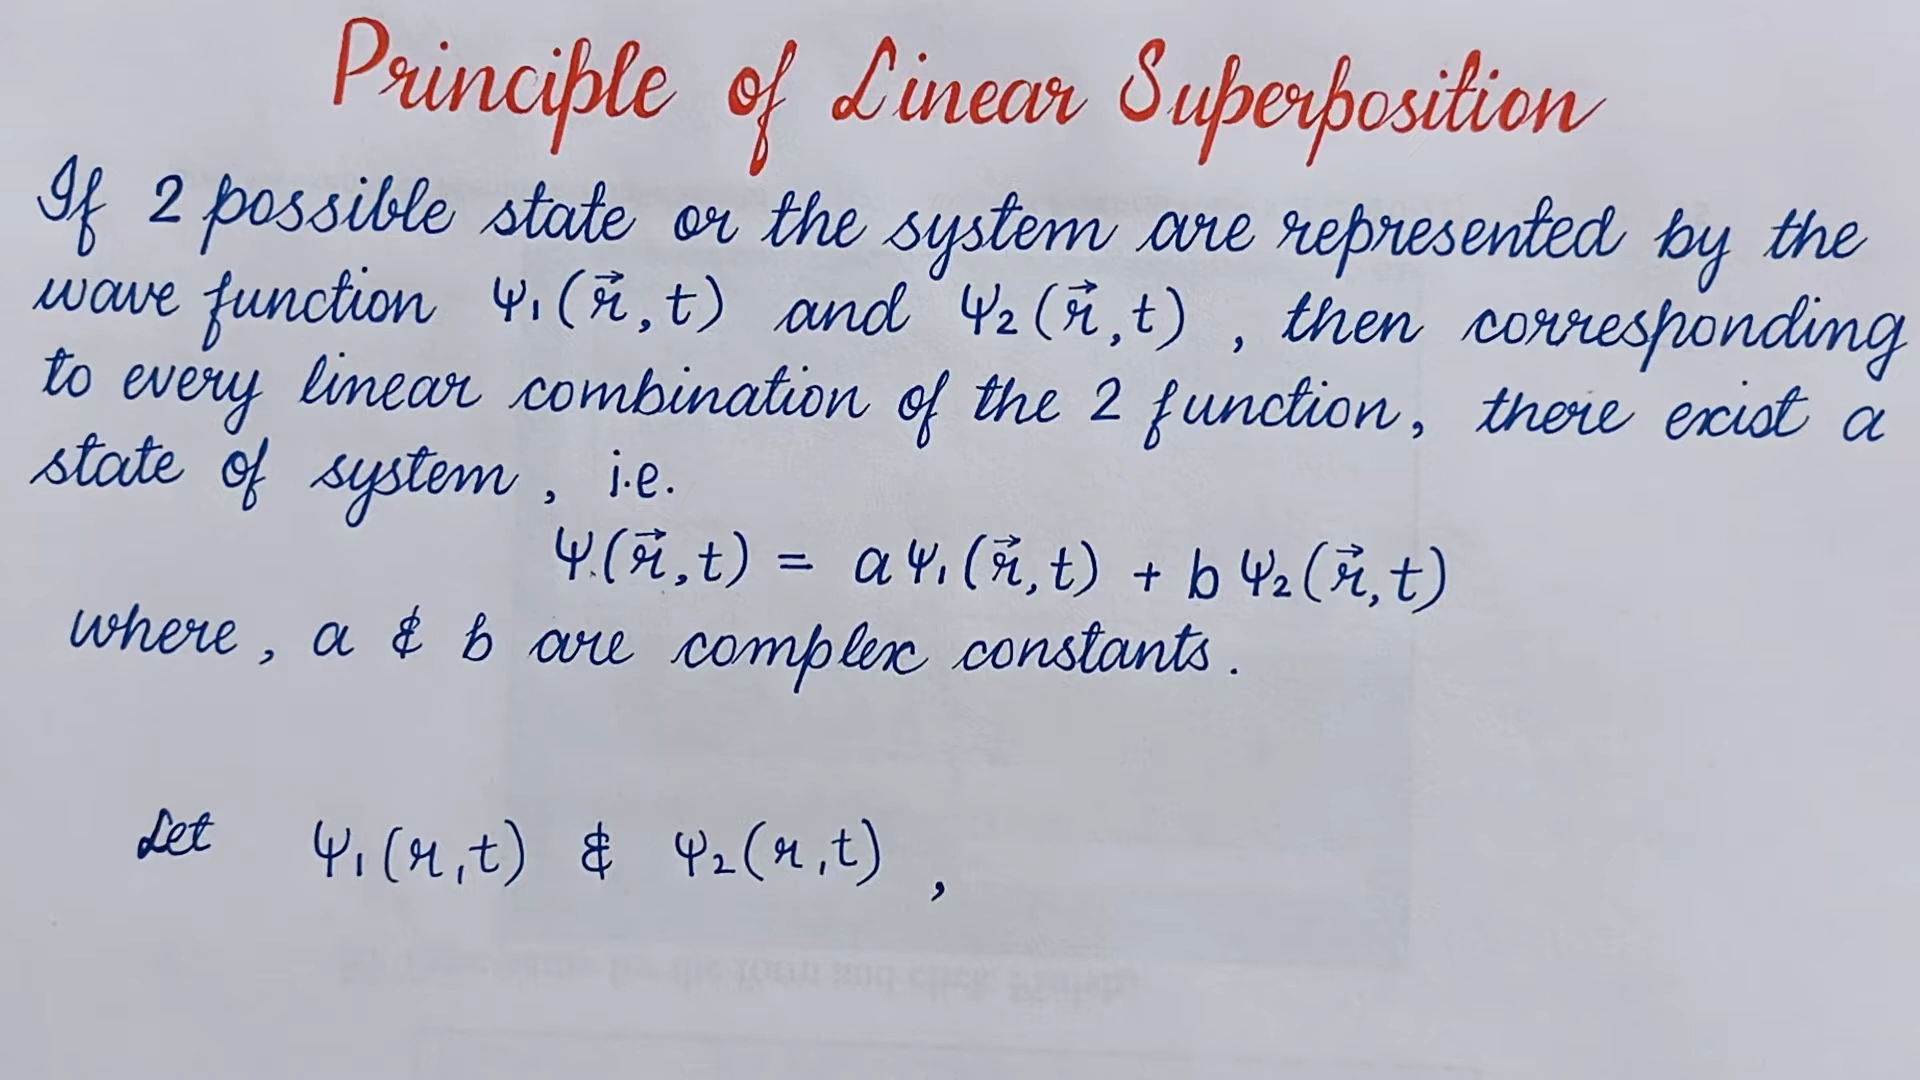 Principle of Linear Superposition
If 2 possible state or the system are represented by the
wave function Ψ₁(r⃗,t) and Ψ₂(r⃗,t), then corresponding
to every linear combination of the 2 function, there exist a
state of system, i.e.
Ψ(r⃗,t) = aΨ₁(r⃗,t) + bΨ₂(r⃗,t)
where, a & b are complex constants.
Let Ψ₁(r,t) & Ψ₂(r,t),